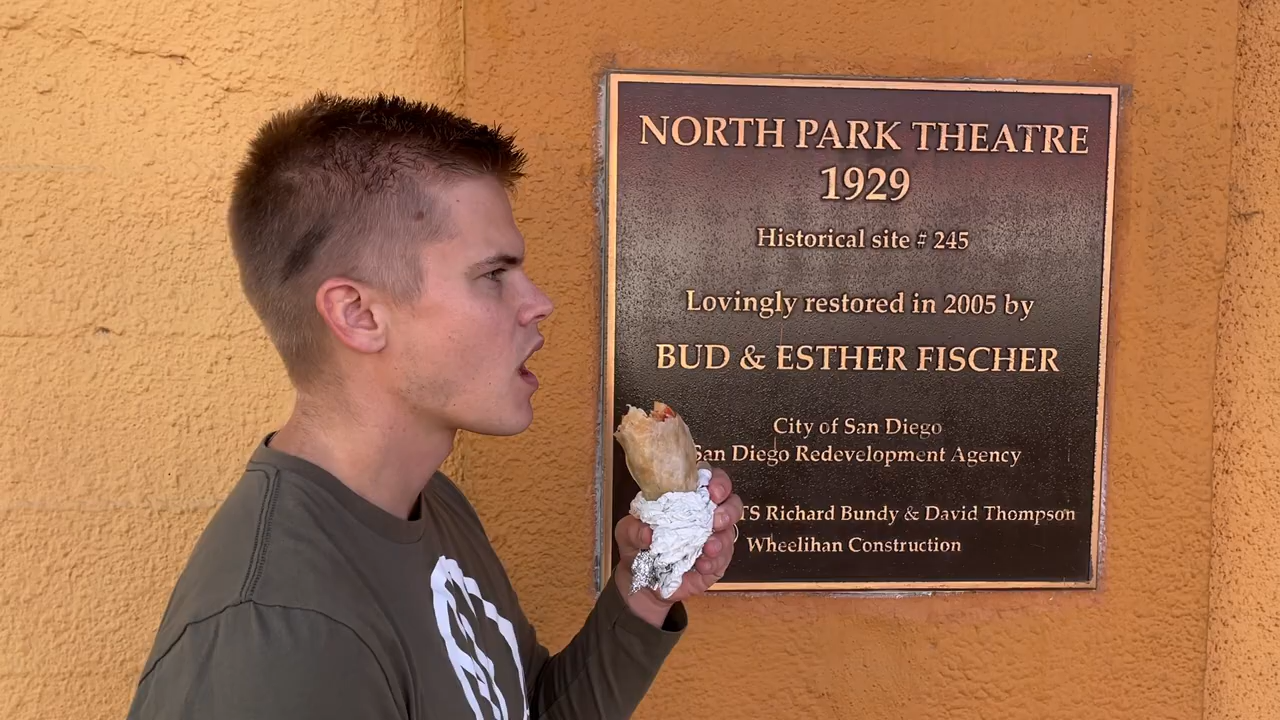 NORTH PARK THEATRE
1929
Historical site # 245
Lovingly restored in 2005 by
BUD & ESTHER FISCHER
City of San Diego
San Diego Redevelopment Agency
TS Richard Bundy & David Thompson
Wheelihan Construction